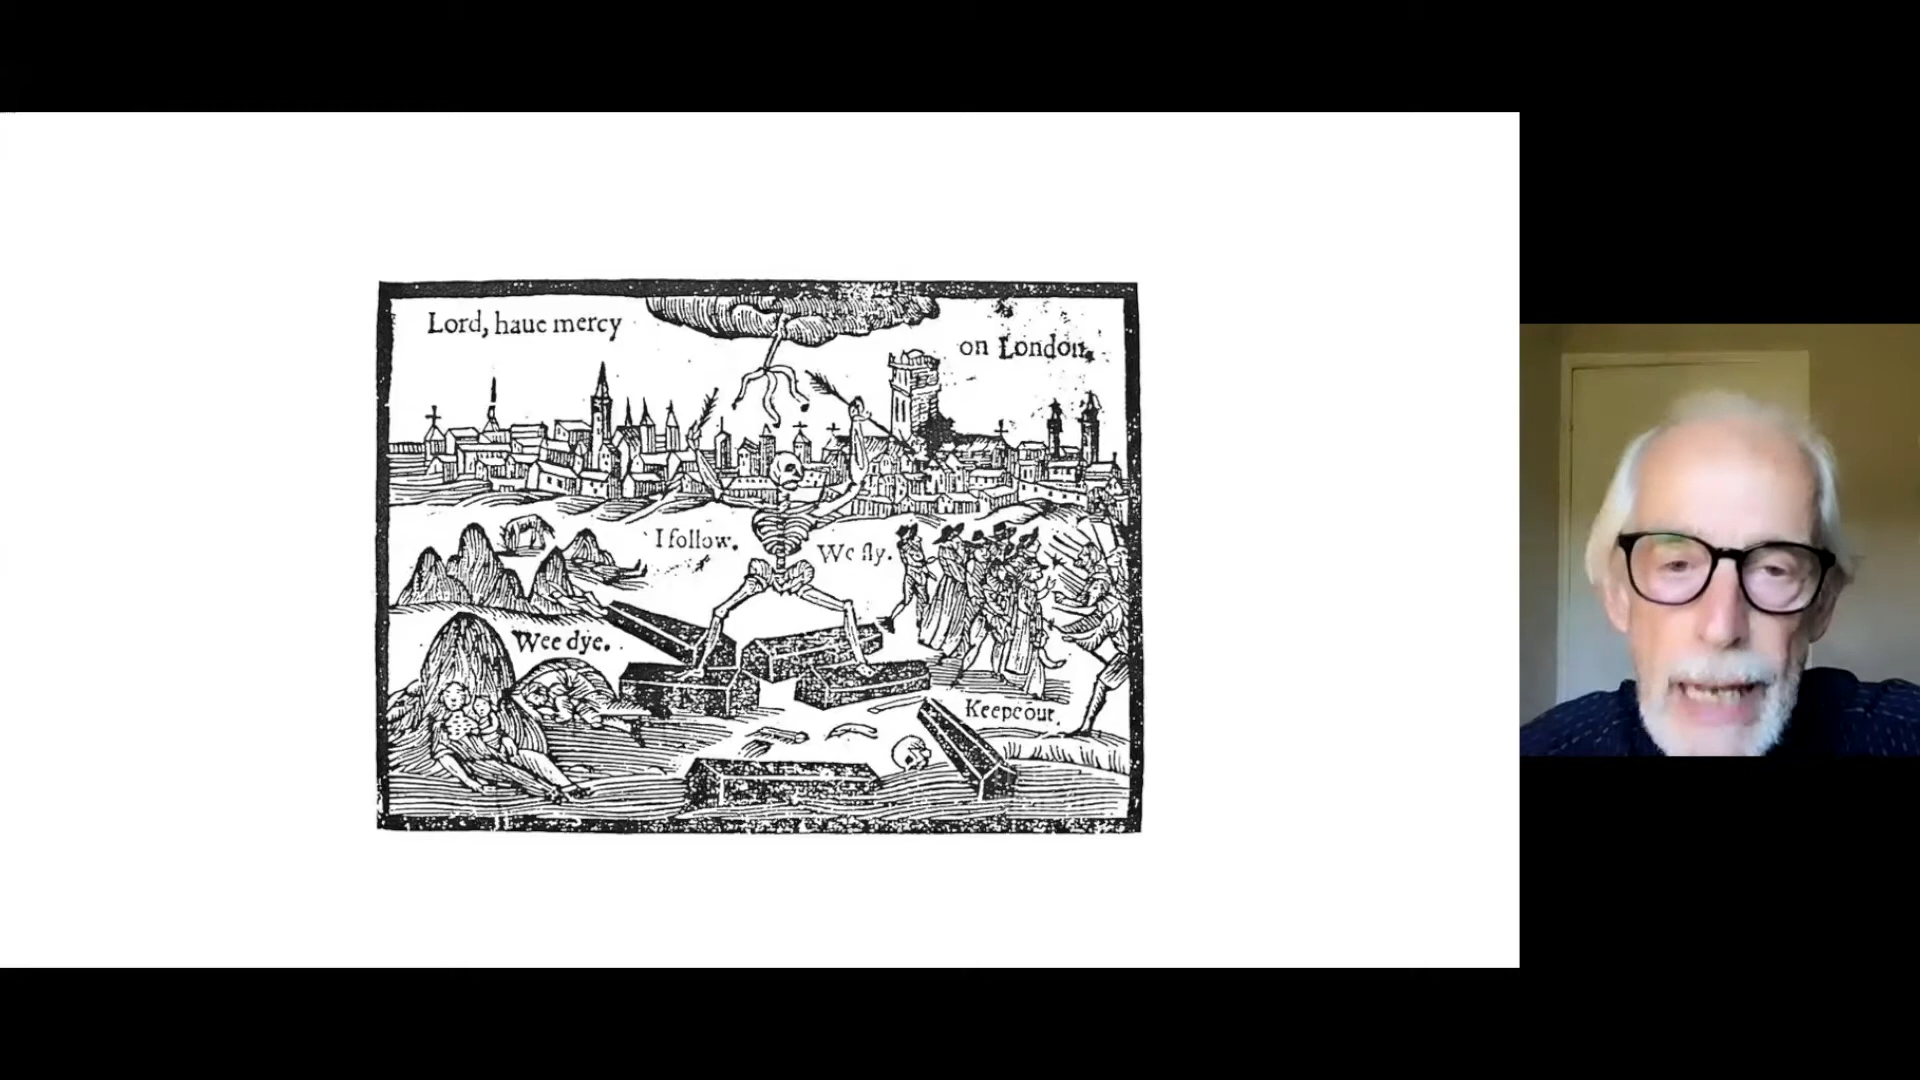 Lord, haue mercy
on London.
I follow.
We fly.
Wee dye.
Keepe out.